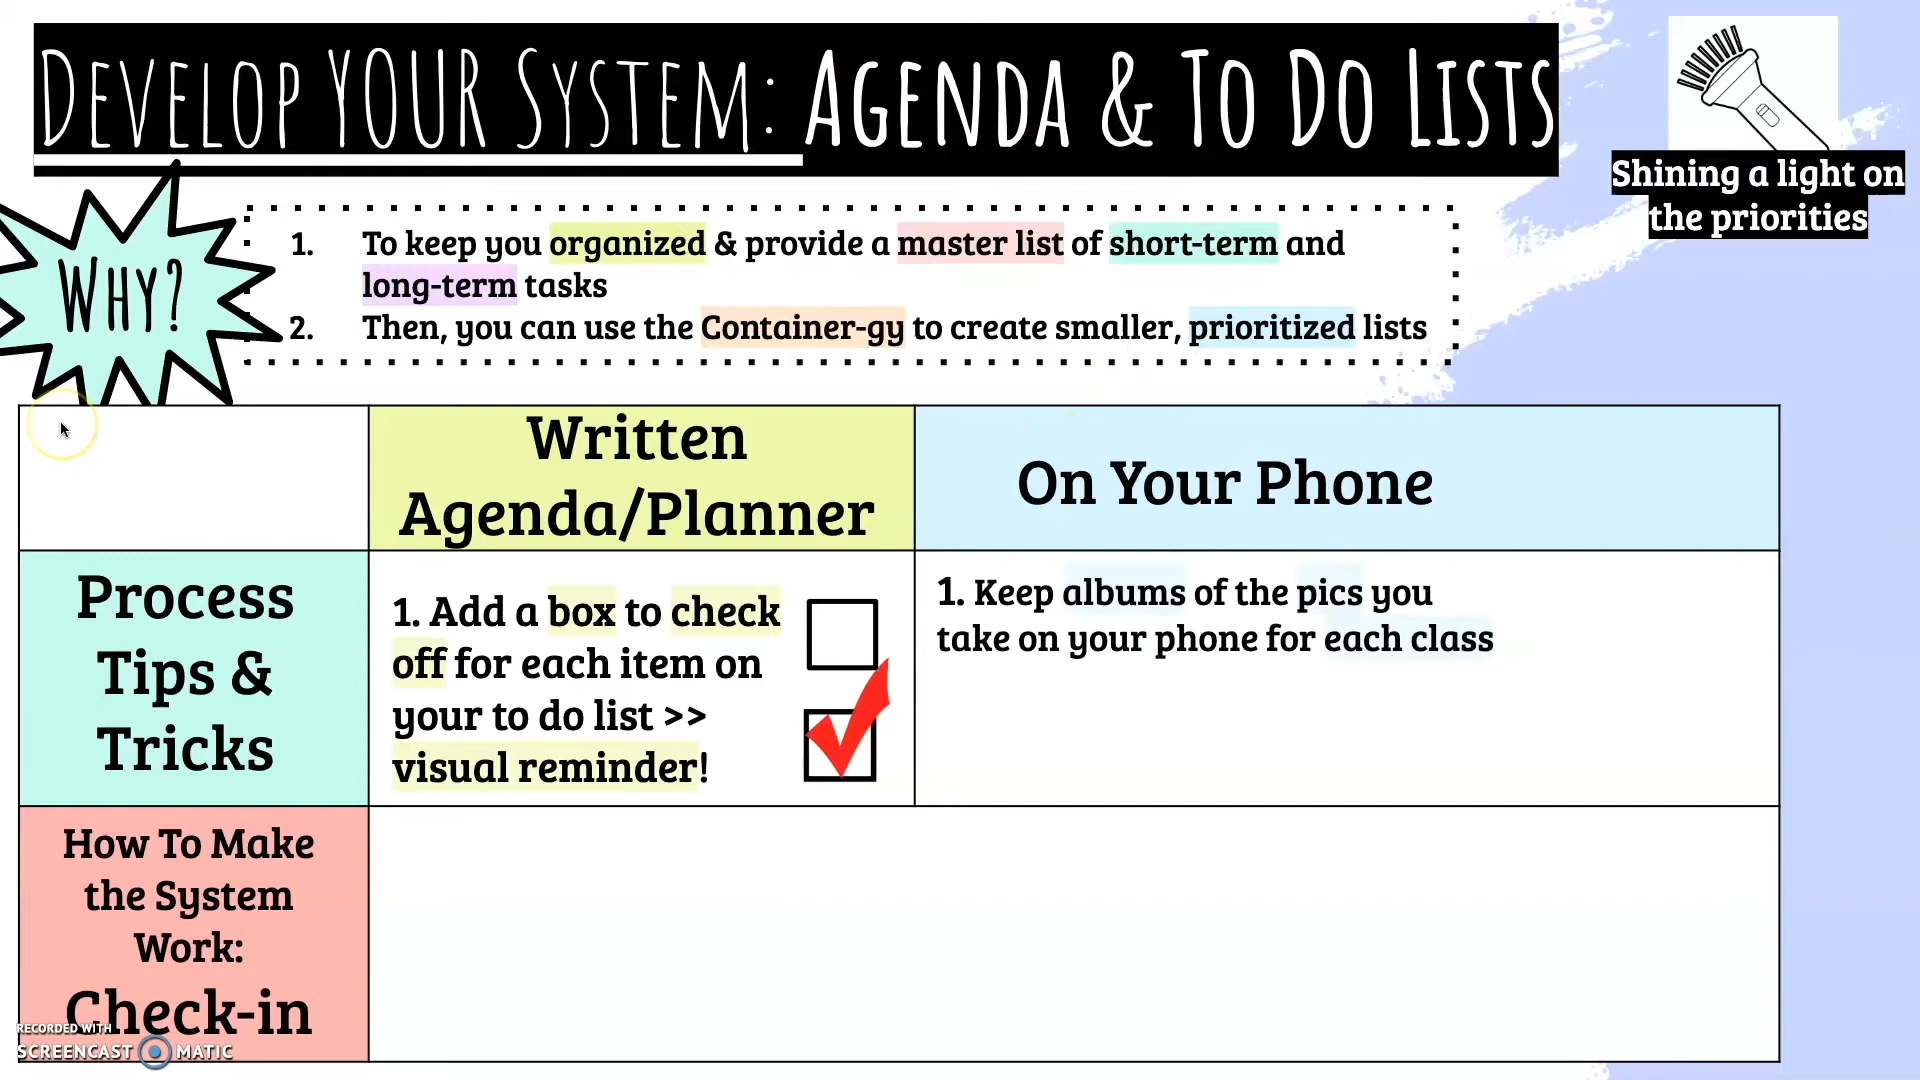 Develop YOUR System: Agenda & To Do Lists
Shining a light on
the priorities
Why?
1. To keep you organized & provide a master list of short-term and
long-term tasks
2. Then, you can use the Container-gy to create smaller, prioritized lists
Written
Agenda/Planner
On Your Phone
Process
Tips &
Tricks
1. Add a box to check
off for each item on
your to do list >>
visual reminder!
1. Keep albums of the pics you
take on your phone for each class
How To Make
the System
Work:
Check-in
RECORDED WITH
SCREENCAST MATIC